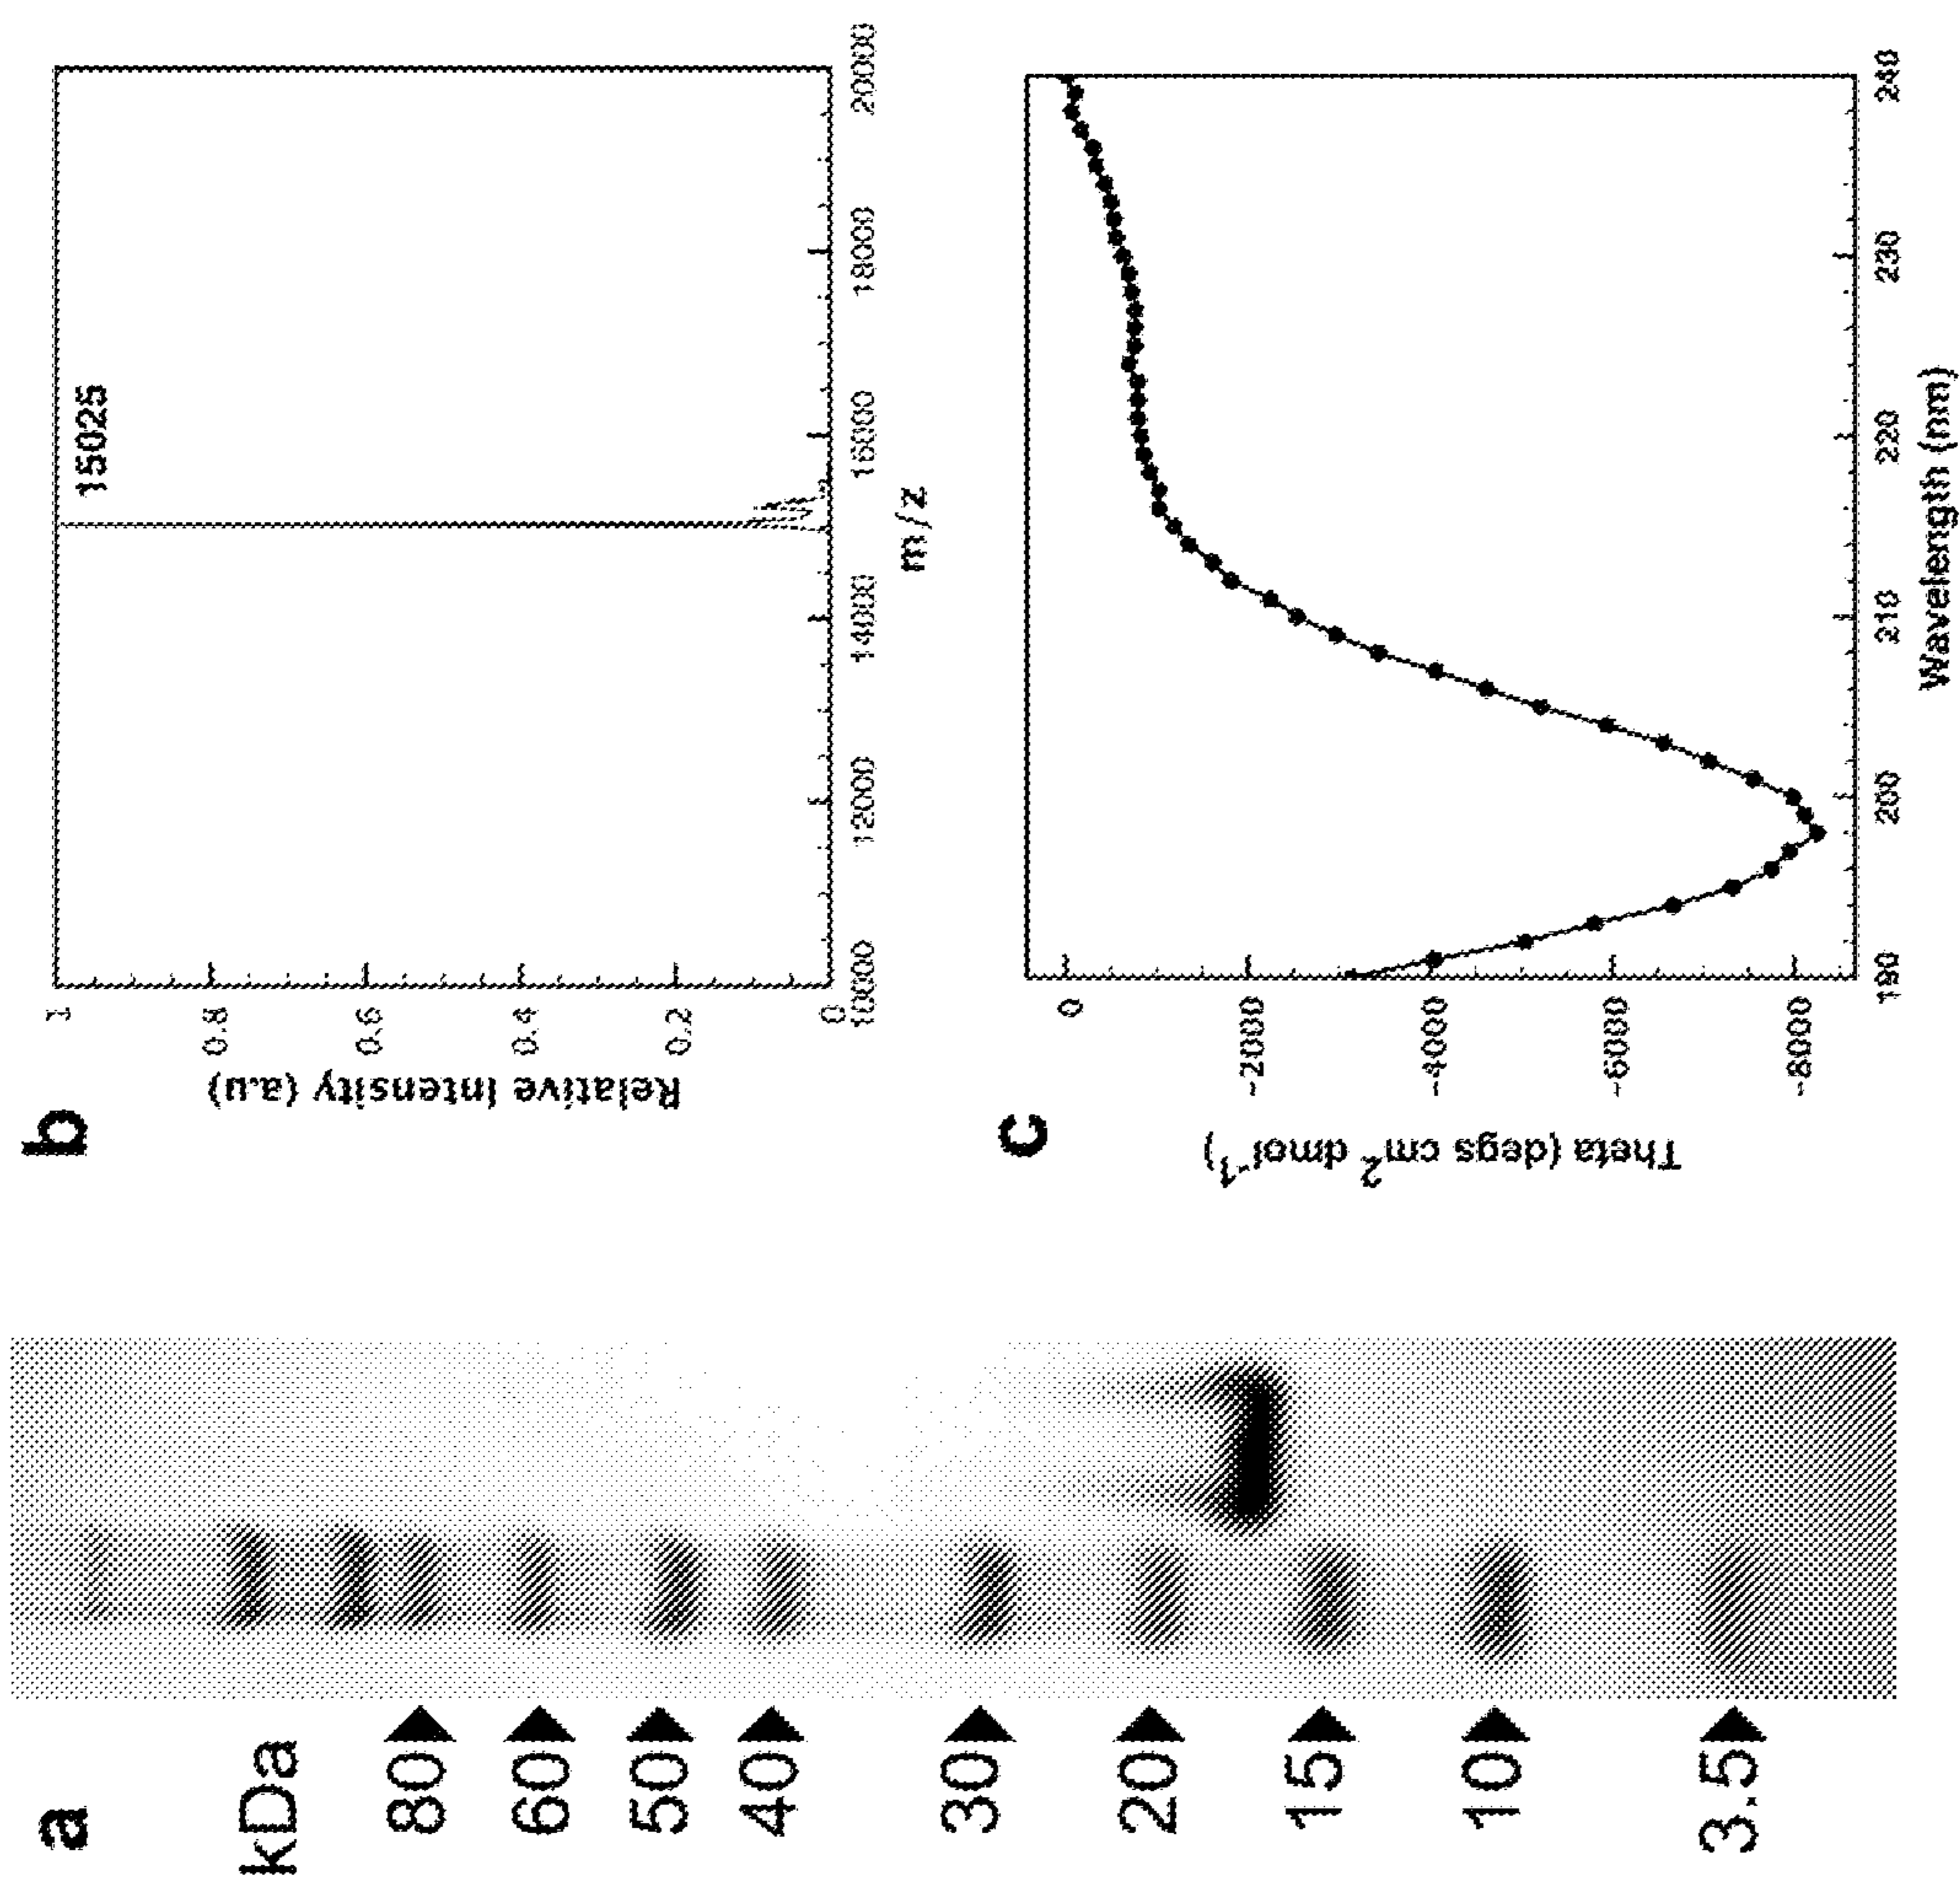 a
kDa
80
60
50
40
30
20
15
10
3.5
b
Relative Intensity (a.u)
1
0.8
0.6
0.4
0.2
0
15025
10000 12000 14000 16000 18000 20000
m/z
c
Theta (degs cm² dmol⁻¹)
0
-2000
-4000
-6000
-8000
190 200 210 220 230 240
Wavelength (nm)